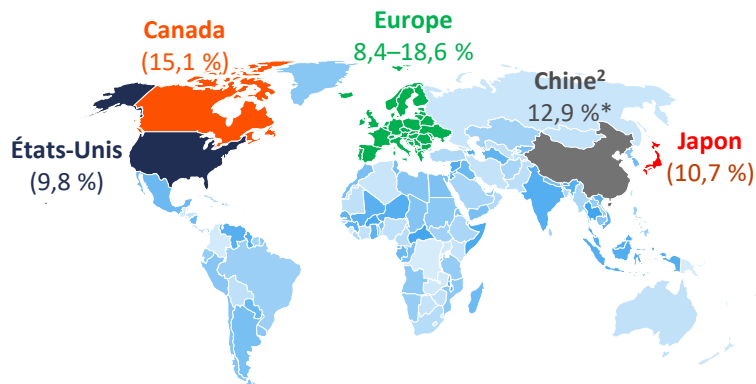 Canada
(15,1 %)
Europe
8,4–18,6 %
Chine²
12,9 %*
États-Unis
(9,8 %)
Japon
(10,7 %)